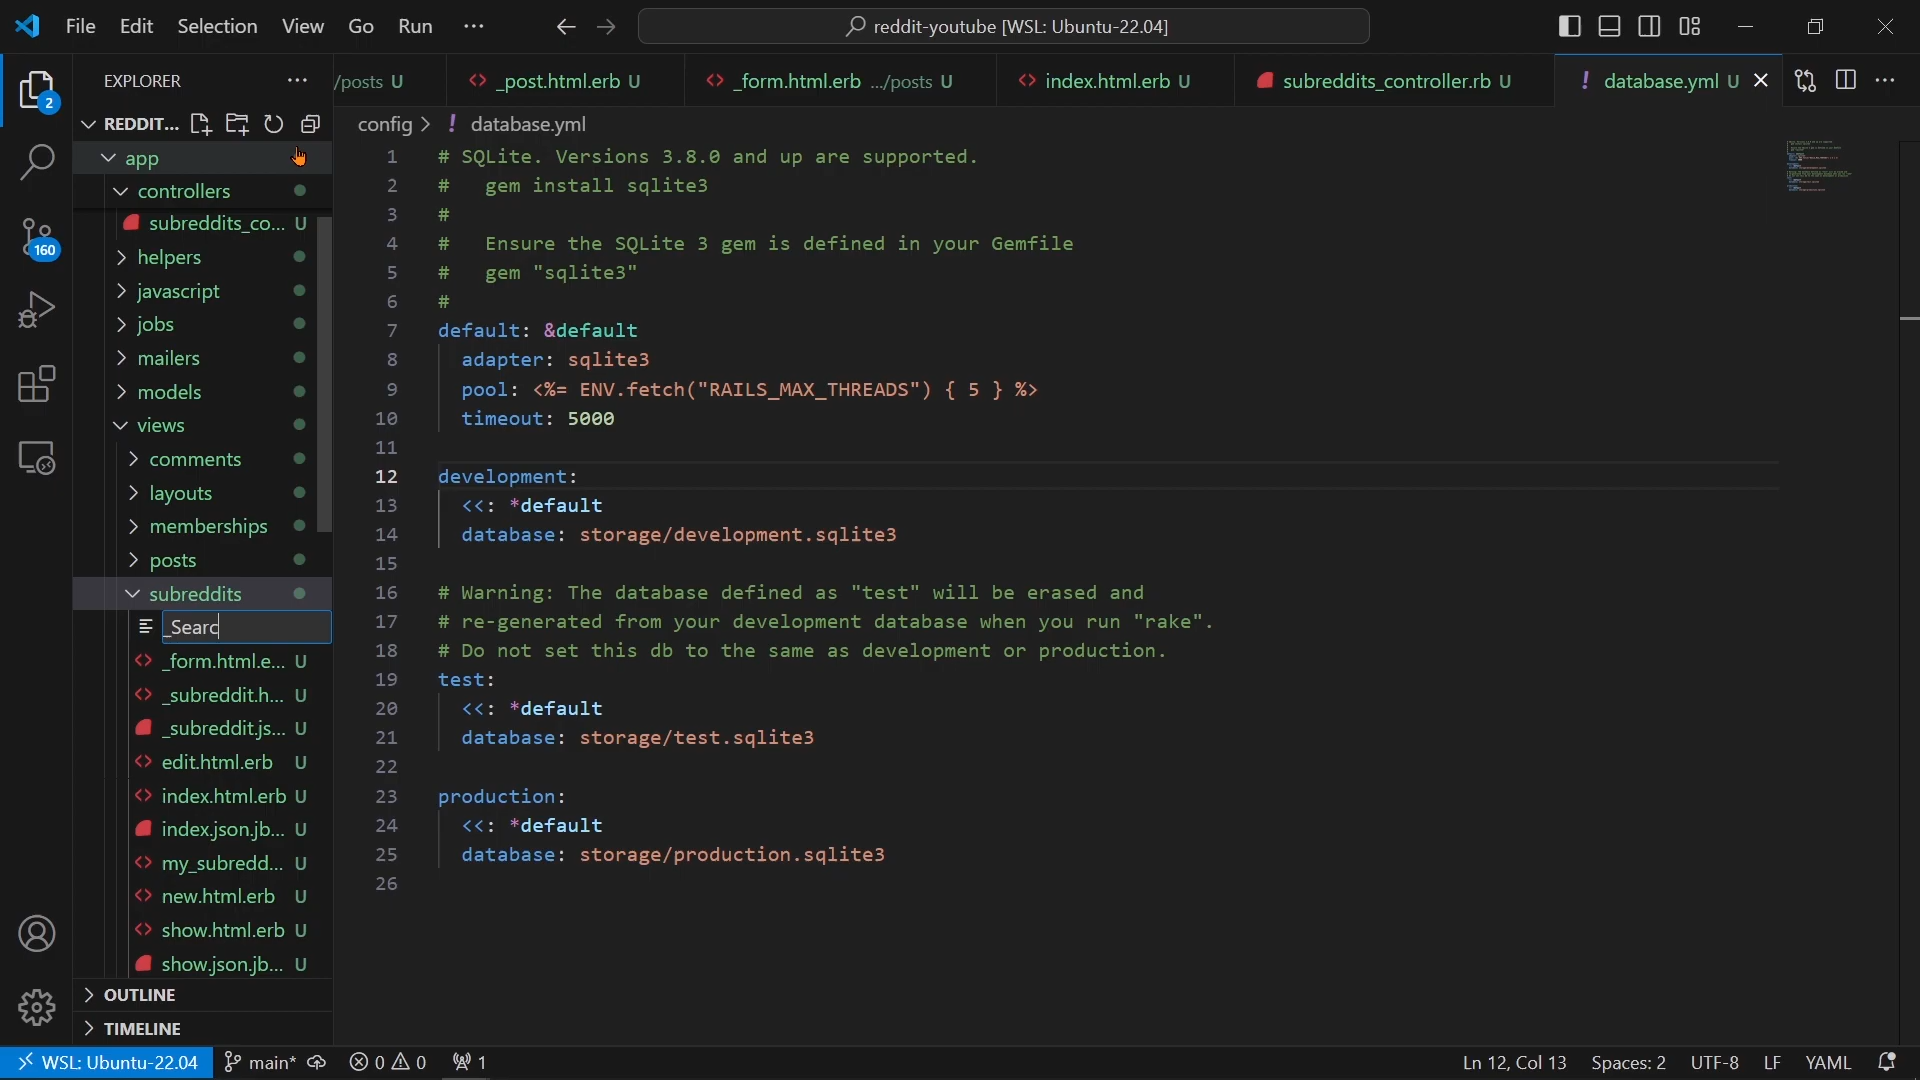 File Edit Selection View Go Run ···
reddit-youtube [WSL: Ubuntu-22.04]
EXPLORER
/posts U
_post.html.erb U
_form.html.erb .../posts U
index.html.erb U
subreddits_controller.rb U
! database.yml U
2
REDDIT...
config > ! database.yml
app
controllers
subreddits_co... U
helpers
160
javascript
jobs
mailers
models
views
comments
layouts
memberships
posts
subreddits
_Searc
_form.html.e... U
_subreddit.h... U
_subreddit.js... U
edit.html.erb U
index.html.erb U
index.json.jb... U
my_subredd... U
new.html.erb U
show.html.erb U
show.json.jb... U
OUTLINE
TIMELINE
1 # SQLite. Versions 3.8.0 and up are supported.
2 #   gem install sqlite3
3 #
4 #   Ensure the SQLite 3 gem is defined in your Gemfile
5 #   gem "sqlite3"
6 #
7 default: &default
8   adapter: sqlite3
9   pool: <%= ENV.fetch("RAILS_MAX_THREADS") { 5 } %>
10   timeout: 5000
11
12 development:
13   <<: *default
14   database: storage/development.sqlite3
15
16 # Warning: The database defined as "test" will be erased and
17 # re-generated from your development database when you run "rake".
18 # Do not set this db to the same as development or production.
19 test:
20   <<: *default
21   database: storage/test.sqlite3
22
23 production:
24   <<: *default
25   database: storage/production.sqlite3
26
WSL: Ubuntu-22.04 main* 0 0 1
Ln 12, Col 13 Spaces: 2 UTF-8 LF YAML